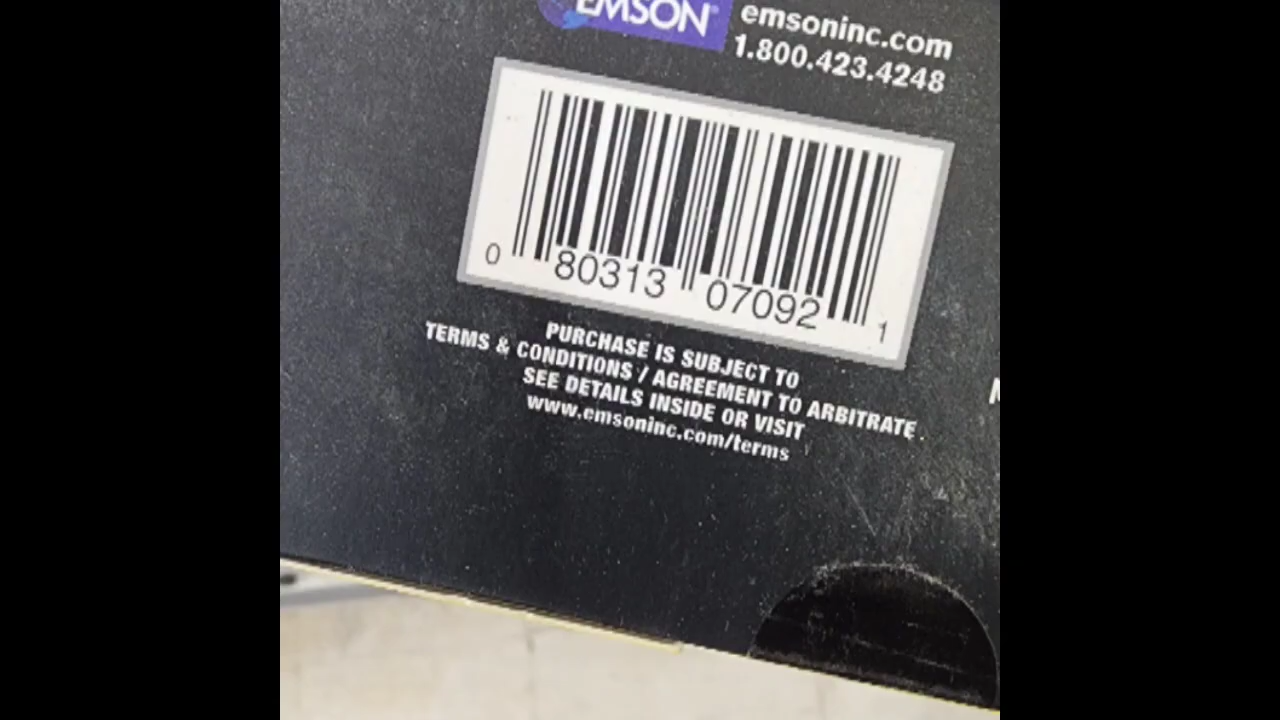 EMSON
emsoninc.com
1.800.423.4248
0 80313 07092 1
PURCHASE IS SUBJECT TO
TERMS & CONDITIONS / AGREEMENT TO ARBITRATE.
SEE DETAILS INSIDE OR VISIT
www.emsoninc.com/terms